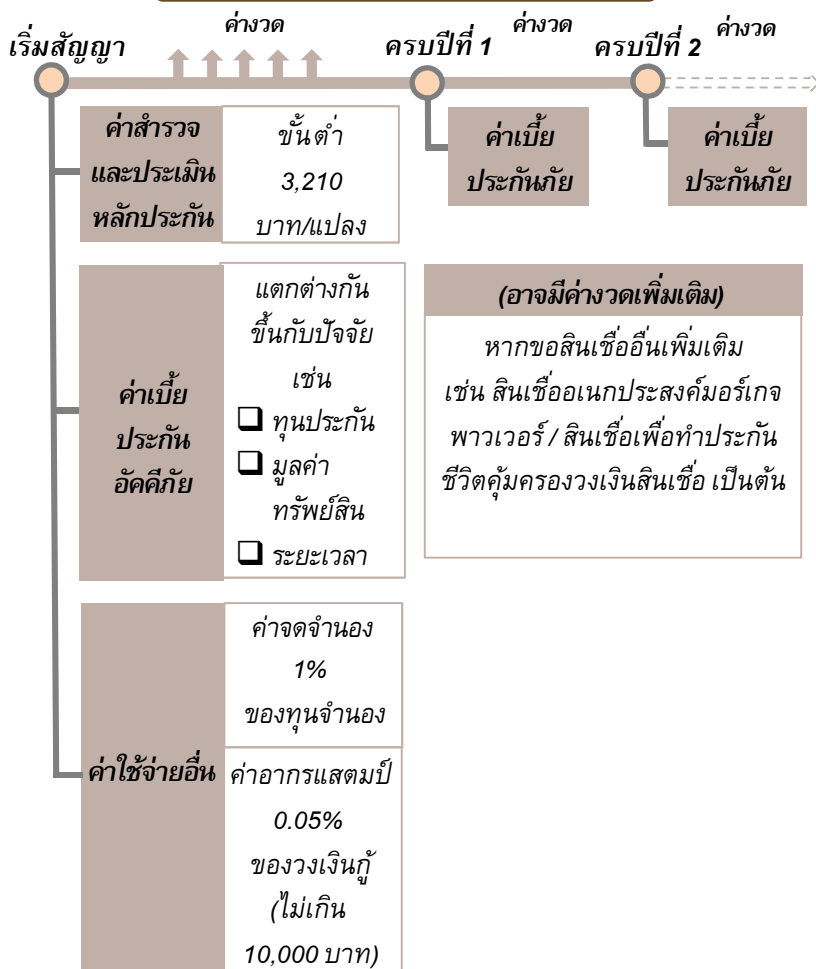 ค่างวด
ค่างวด
ค่างวด
เริ่มสัญญา
ครบปีที่ 1
ครบปีที่ 2
ค่าสำรวจ
และประเมิน
หลักประกัน
ขั้นต่ำ
3,210
บาท/แปลง
ค่าเบี้ย
ประกันภัย
ค่าเบี้ย
ประกันภัย
ค่าเบี้ย
ประกัน
อัคคีภัย
แตกต่างกัน
ขึ้นกับปัจจัย
เช่น
❑ ทุนประกัน
❑ มูลค่า
ทรัพย์สิน
❑ ระยะเวลา
(อาจมีค่างวดเพิ่มเติม)
หากขอสินเชื่ออื่นเพิ่มเติม
เช่น สินเชื่ออเนกประสงค์มอร์เกจ
พาวเวอร์ / สินเชื่อเพื่อทำประกัน
ชีวิตคุ้มครองวงเงินสินเชื่อ เป็นต้น
ค่าใช้จ่ายอื่น
ค่าจดจำนอง
1%
ของทุนจำนอง
ค่าอากรแสตมป์
0.05%
ของวงเงินกู้
(ไม่เกิน
10,000 บาท)